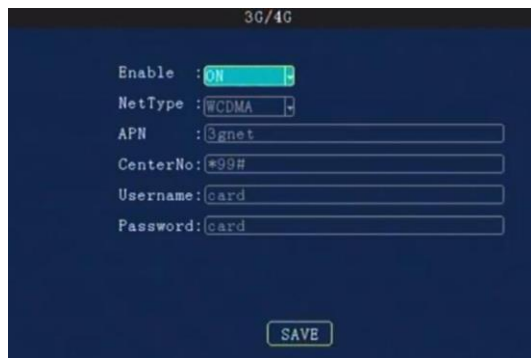 3G/4G
Enable :ON
NetType :WCDMA
APN :3gnet
CenterNo:*99#
Username:card
Password:card
SAVE